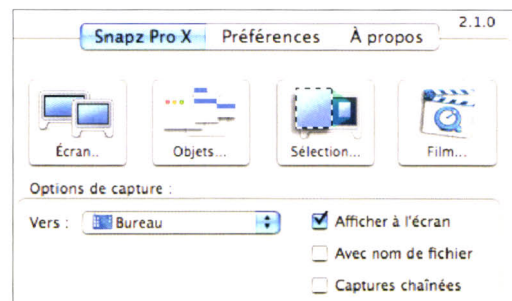 2.1.0
Snapz Pro X Préférences À propos
Écran... Objets... Sélection... Film...
Options de capture :
Vers : Bureau Afficher à l'écran
Avec nom de fichier
Captures chaînées